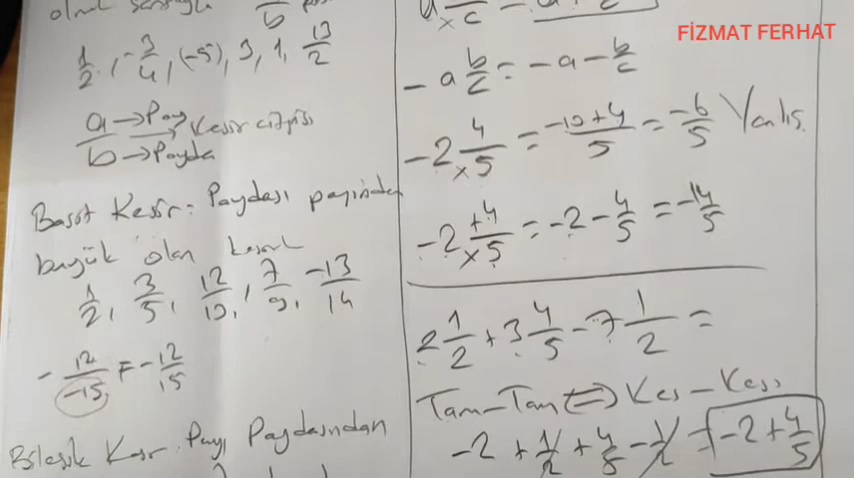 FİZMAT FERHAT
1/2, -3/4, (-5), 3, 1, 13/2
a → Pay
Kesir çizgisi
b → Payda
Basit Kesir: Paydası payından
büyük olan kesirl
1/2, 3/5, 12/19, 7/9, -13/14
- 12/-15 ≠ -12/15
Bileşik Kesir: Payı Paydasından
- a b/c = - a - b/c
-2 4/5 = -10+4/5 = -6/5 Yanlış
-2 4/5 = -2 - 4/5 = -14/5
2 1/2 + 3 4/5 - 7 1/2 =
Tam-Tam ⇔ Kes-Kes
-2 + 1/2 + 4/5 - 1/2 = -2 + 4/5